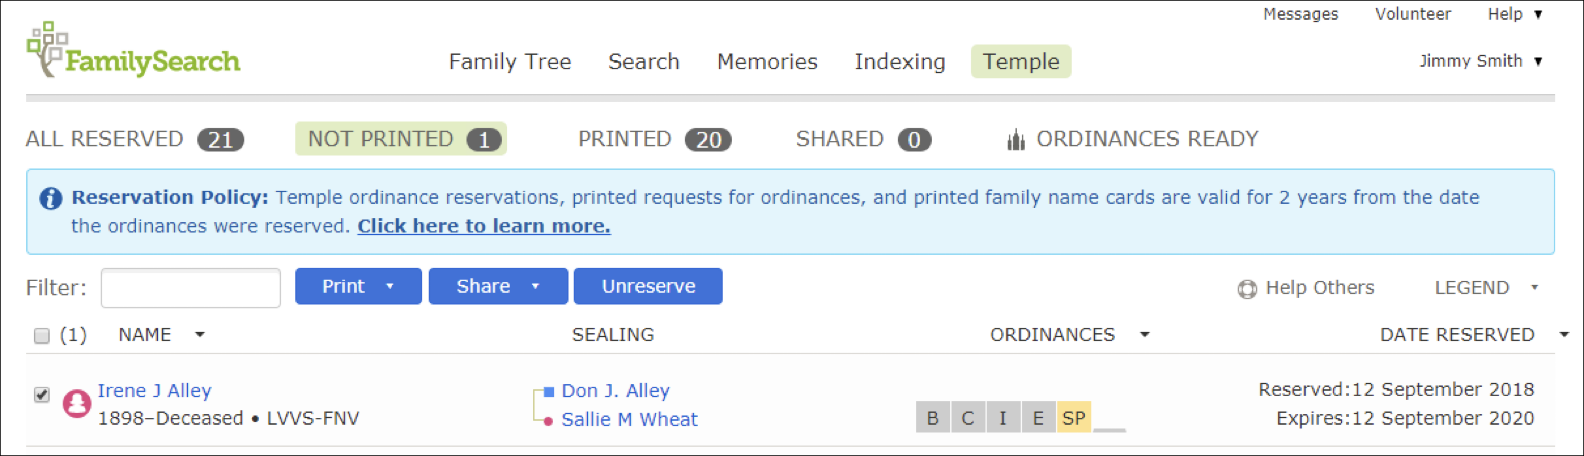 Messages Volunteer Help ▼
FamilySearch Family Tree Search Memories Indexing Temple Jimmy Smith ▼
ALL RESERVED 21 NOT PRINTED 1 PRINTED 20 SHARED 0 ORDINANCES READY
Reservation Policy: Temple ordinance reservations, printed requests for ordinances, and printed family name cards are valid for 2 years from the date
the ordinances were reserved. Click here to learn more.
Filter: Print ▼ Share ▼ Unreserve Help Others LEGEND ▼
(1) NAME ▼ SEALING ORDINANCES ▼ DATE RESERVED ▼
Irene J Alley Don J. Alley Reserved:12 September 2018
1898–Deceased • LVVS-FNV Sallie M Wheat B C I E SP Expires:12 September 2020